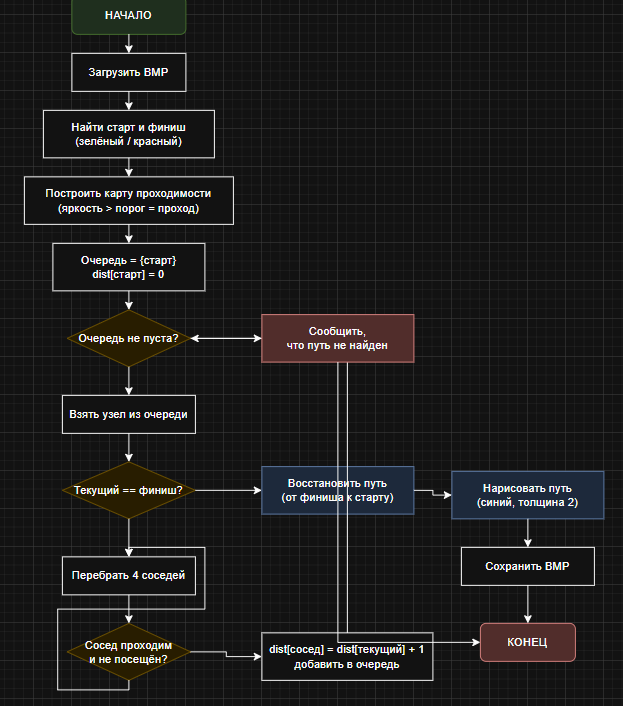 НАЧАЛО
Загрузить BMP
Найти старт и финиш
(зелёный / красный)
Построить карту проходимости
(яркость > порог = проход)
Очередь = {старт}
dist[старт] = 0
Очередь не пуста?
Сообщить,
что путь не найден
Взять узел из очереди
Текущий == финиш?
Восстановить путь
(от финиша к старту)
Нарисовать путь
(синий, толщина 2)
Перебрать 4 соседей
Сохранить BMP
Сосед проходим
и не посещён?
dist[сосед] = dist[текущий] + 1
добавить в очередь
КОНЕЦ